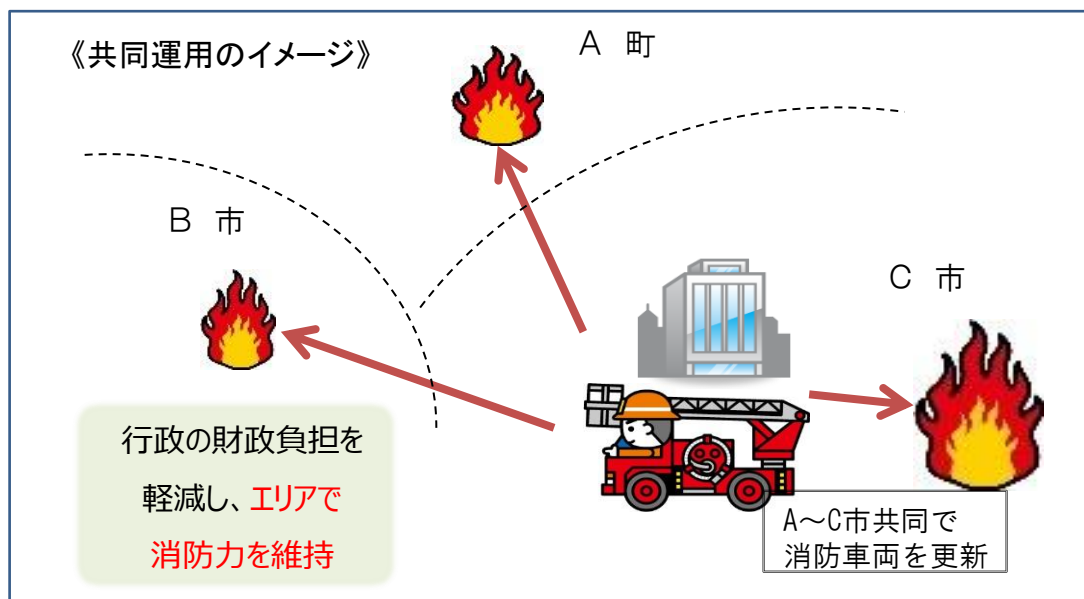 《共同運用のイメージ》
A 町
B 市
C 市
行政の財政負担を
軽減し、エリアで
消防力を維持
A～C市共同で
消防車両を更新